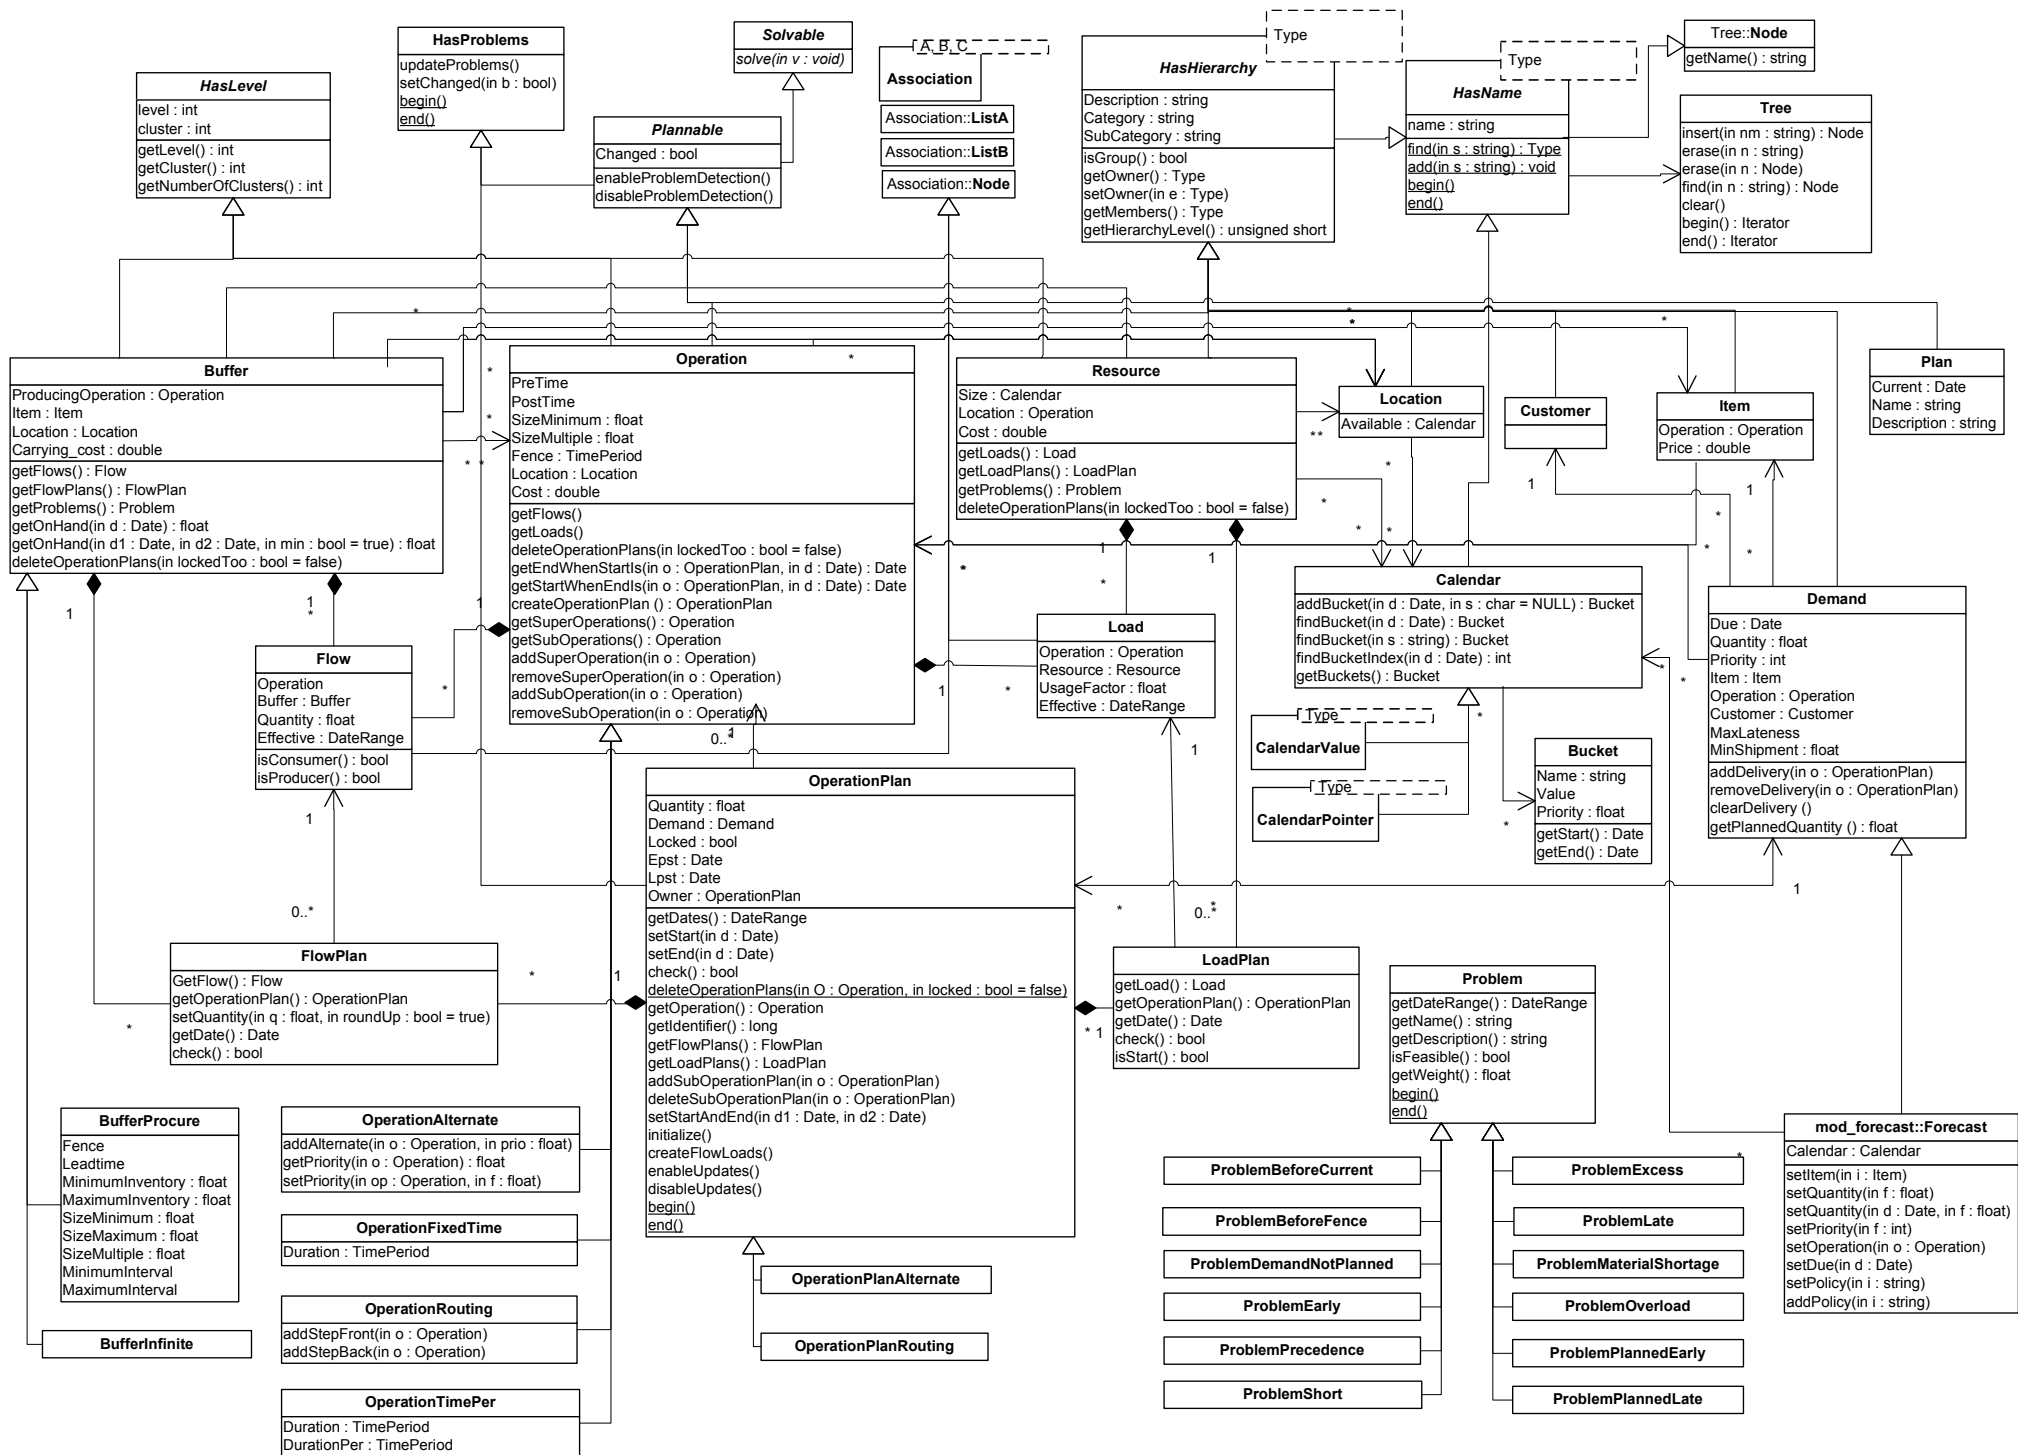 HasProblems
updateProblems()
setChanged(in b : bool)
begin()
end()
Solvable
solve(in v : void)
A, B, C
Association
Association::ListA
Association::ListB
Association::Node
Type
HasHierarchy
Description : string
Category : string
SubCategory : string
isGroup() : bool
getOwner() : Type
setOwner(in e : Type)
getMembers() : Type
getHierarchyLevel() : unsigned short
Type
HasName
name : string
find(in s : string) : Type
add(in s : string) : void
begin()
end()
Tree::Node
getName() : string
Tree
insert(in nm : string) : Node
erase(in n : string)
erase(in n : Node)
find(in n : string) : Node
clear()
begin() : Iterator
end() : Iterator
HasLevel
level : int
cluster : int
getLevel() : int
getCluster() : int
getNumberOfClusters() : int
Plannable
Changed : bool
enableProblemDetection()
disableProblemDetection()
Buffer
ProducingOperation : Operation
Item : Item
Location : Location
Carrying_cost : double
getFlows() : Flow
getFlowPlans() : FlowPlan
getProblems() : Problem
getOnHand(in d : Date) : float
getOnHand(in d1 : Date, in d2 : Date, in min : bool = true) : float
deleteOperationPlans(in lockedToo : bool = false)
Operation
PreTime
PostTime
SizeMinimum : float
SizeMultiple : float
Fence : TimePeriod
Location : Location
Cost : double
getFlows()
getLoads()
deleteOperationPlans(in lockedToo : bool = false)
getEndWhenStartIs(in o : OperationPlan, in d : Date) : Date
getStartWhenEndIs(in o : OperationPlan, in d : Date) : Date
createOperationPlan () : OperationPlan
getSuperOperations() : Operation
getSubOperations() : Operation
addSuperOperation(in o : Operation)
removeSuperOperation(in o : Operation)
addSubOperation(in o : Operation)
removeSubOperation(in o : Operation)
Resource
Size : Calendar
Location : Operation
Cost : double
getLoads() : Load
getLoadPlans() : LoadPlan
getProblems() : Problem
deleteOperationPlans(in lockedToo : bool = false)
Location
Available : Calendar
Customer
Item
Operation : Operation
Price : double
Plan
Current : Date
Name : string
Description : string
Flow
Operation
Buffer : Buffer
Quantity : float
Effective : DateRange
isConsumer() : bool
isProducer() : bool
Load
Operation : Operation
Resource : Resource
UsageFactor : float
Effective : DateRange
Calendar
addBucket(in d : Date, in s : char = NULL) : Bucket
findBucket(in d : Date) : Bucket
findBucket(in s : string) : Bucket
findBucketIndex(in d : Date) : int
getBuckets() : Bucket
Type
CalendarValue
Type
CalendarPointer
Bucket
Name : string
Value
Priority : float
getStart() : Date
getEnd() : Date
Demand
Due : Date
Quantity : float
Priority : int
Item : Item
Operation : Operation
Customer : Customer
MaxLateness
MinShipment : float
addDelivery(in o : OperationPlan)
removeDelivery(in o : OperationPlan)
clearDelivery ()
getPlannedQuantity () : float
OperationPlan
Quantity : float
Demand : Demand
Locked : bool
Epst : Date
Lpst : Date
Owner : OperationPlan
getDates() : DateRange
setStart(in d : Date)
setEnd(in d : Date)
check() : bool
deleteOperationPlans(in O : Operation, in locked : bool = false)
getOperation() : Operation
getIdentifier() : long
getFlowPlans() : FlowPlan
getLoadPlans() : LoadPlan
addSubOperationPlan(in o : OperationPlan)
deleteSubOperationPlan(in o : OperationPlan)
setStartAndEnd(in d1 : Date, in d2 : Date)
initialize()
createFlowLoads()
enableUpdates()
disableUpdates()
begin()
end()
FlowPlan
GetFlow() : Flow
getOperationPlan() : OperationPlan
setQuantity(in q : float, in roundUp : bool = true)
getDate() : Date
check() : bool
LoadPlan
getLoad() : Load
getOperationPlan() : OperationPlan
getDate() : Date
check() : bool
isStart() : bool
Problem
getDateRange() : DateRange
getName() : string
getDescription() : string
isFeasible() : bool
getWeight() : float
begin()
end()
BufferProcure
Fence
Leadtime
MinimumInventory : float
MaximumInventory : float
SizeMinimum : float
SizeMaximum : float
SizeMultiple : float
MinimumInterval
MaximumInterval
BufferInfinite
OperationAlternate
addAlternate(in o : Operation, in prio : float)
getPriority(in o : Operation) : float
setPriority(in op : Operation, in f : float)
OperationFixedTime
Duration : TimePeriod
OperationRouting
addStepFront(in o : Operation)
addStepBack(in o : Operation)
OperationTimePer
Duration : TimePeriod
DurationPer : TimePeriod
OperationPlanAlternate
OperationPlanRouting
ProblemBeforeCurrent
ProblemBeforeFence
ProblemDemandNotPlanned
ProblemEarly
ProblemPrecedence
ProblemShort
ProblemExcess
ProblemLate
ProblemMaterialShortage
ProblemOverload
ProblemPlannedEarly
ProblemPlannedLate
mod_forecast::Forecast
Calendar : Calendar
setItem(in i : Item)
setQuantity(in f : float)
setQuantity(in d : Date, in f : float)
setPriority(in f : int)
setOperation(in o : Operation)
setDue(in d : Date)
setPolicy(in i : string)
addPolicy(in i : string)
1
1
1
1
1
1
1
1
1
1
1
1
1
1
0..*
0..*
0..*